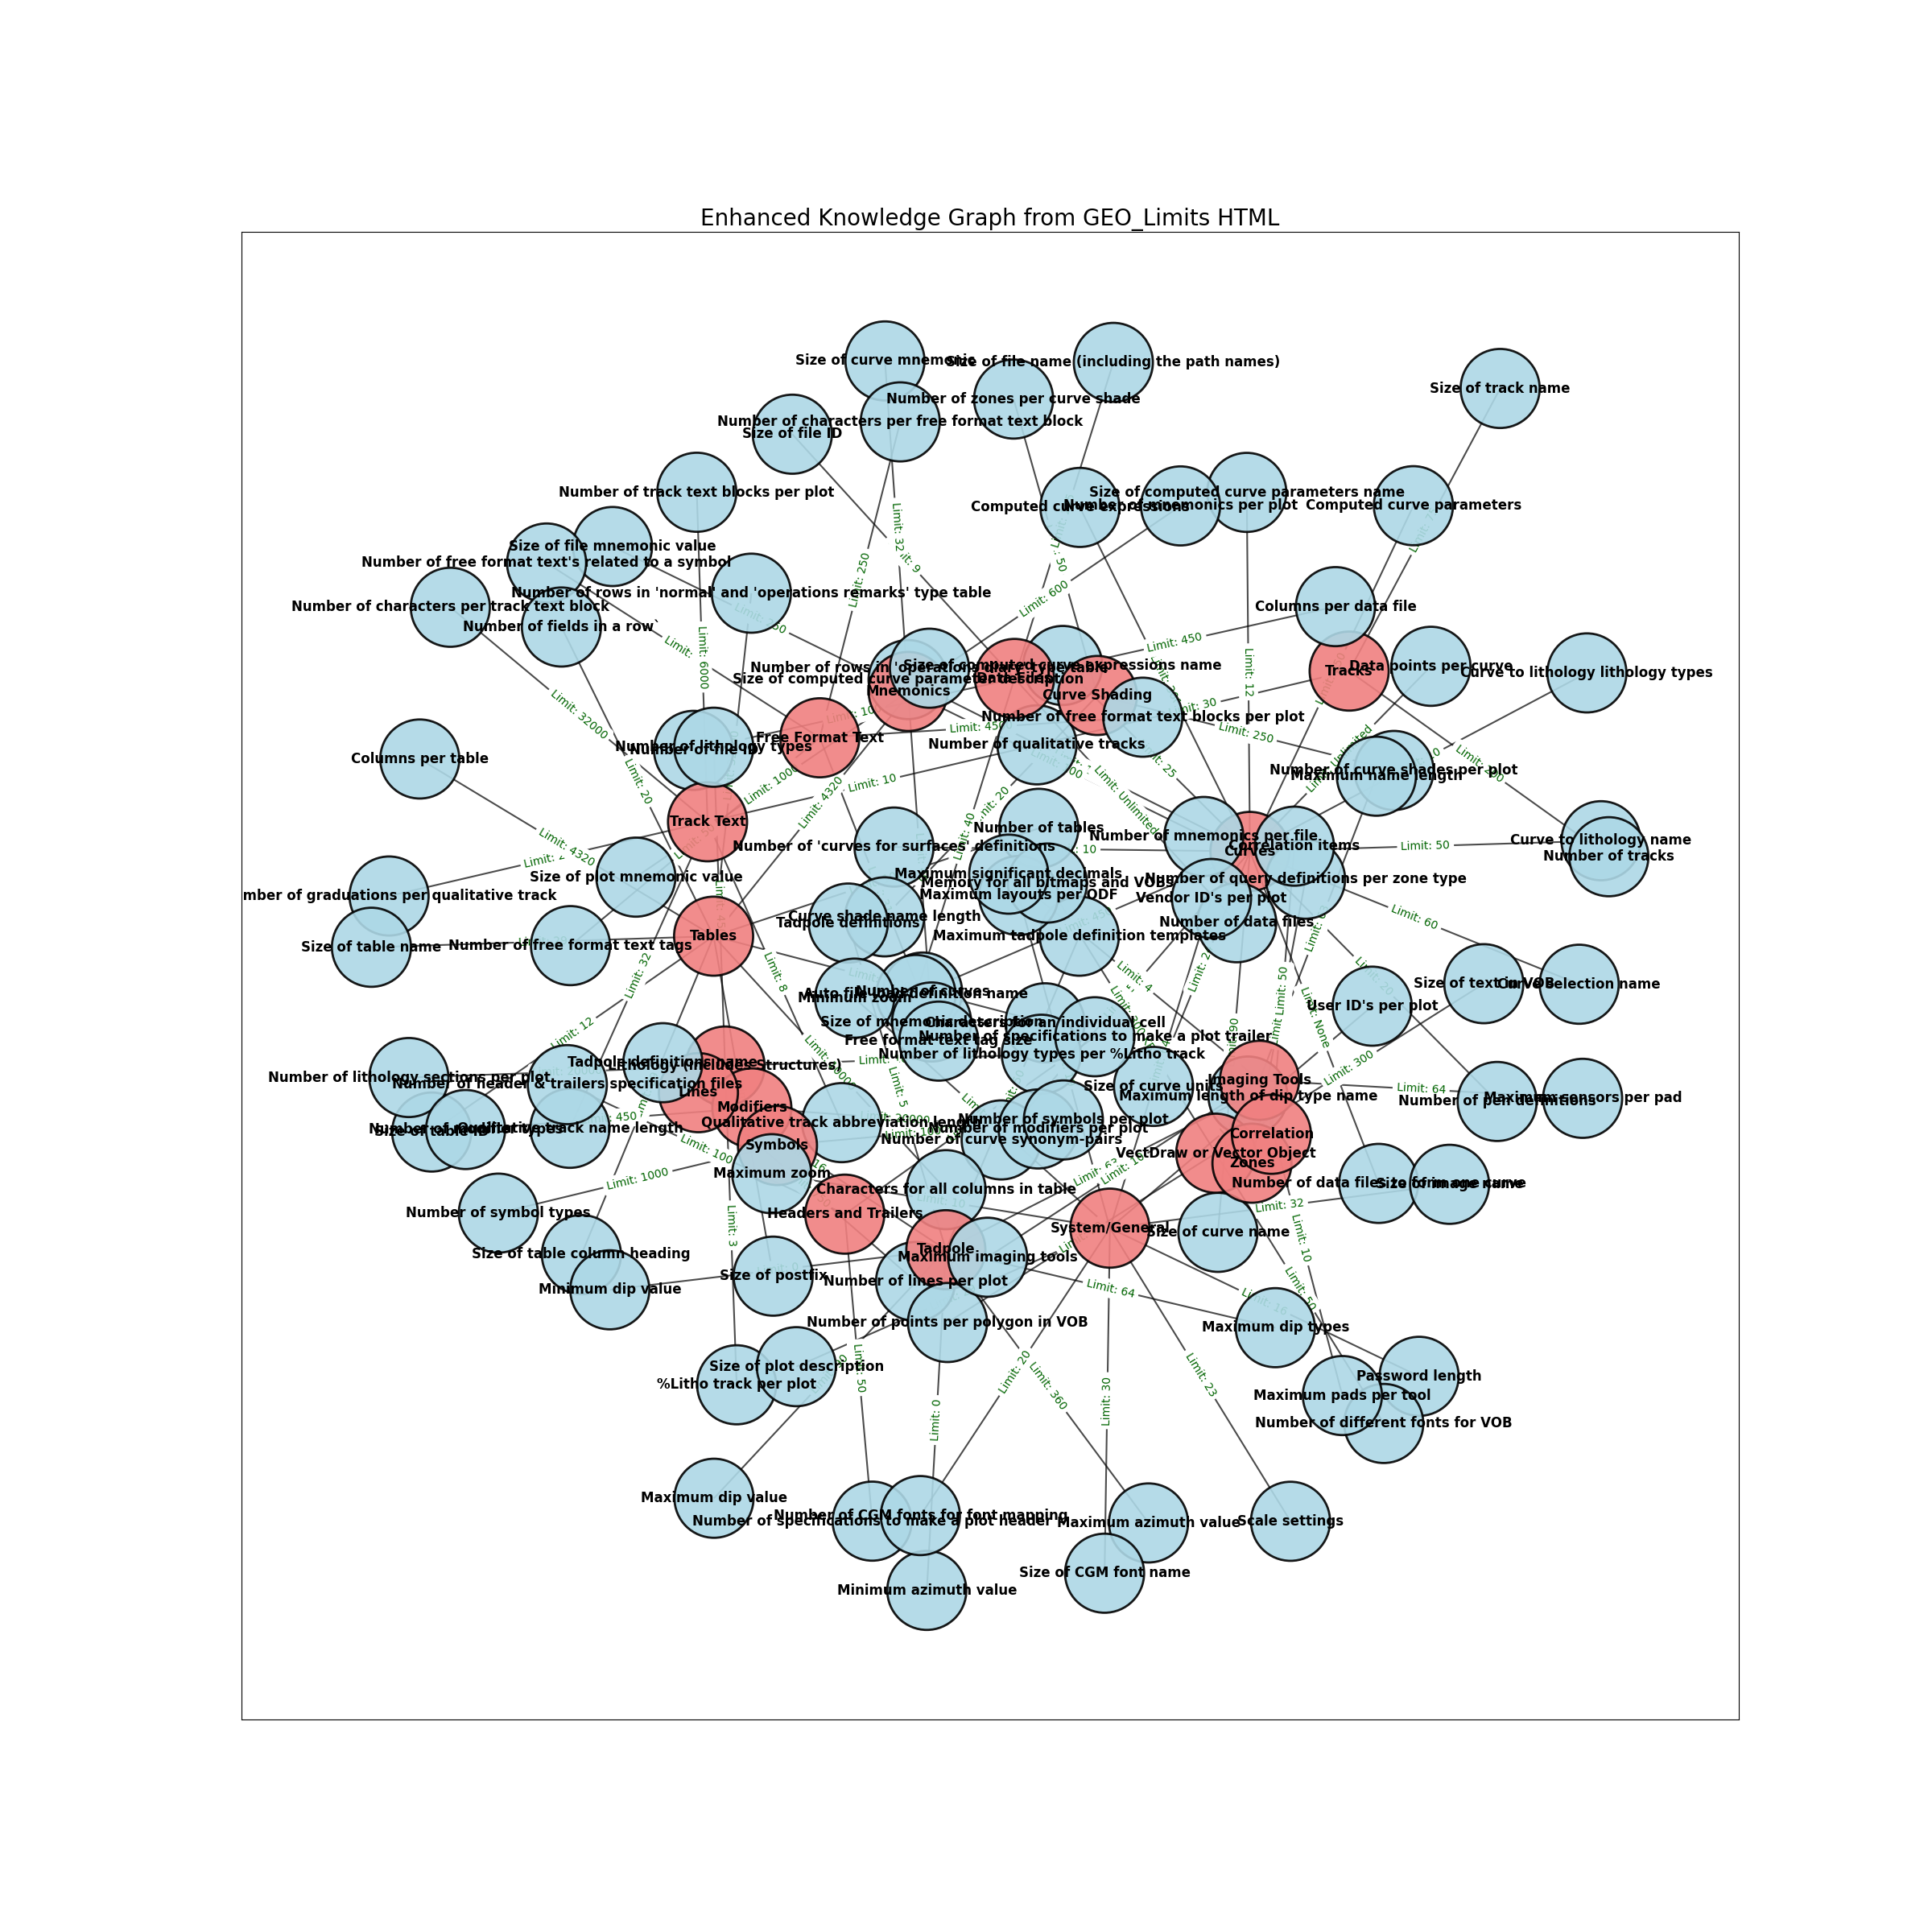 Enhanced Knowledge Graph from GEO_Limits HTML
Size of curve mnemonic
Size of file name (including the path names)
Size of track name
Number of zones per curve shade
Number of characters per free format text block
Size of file ID
Number of track text blocks per plot
Size of computed curve parameters name
Computed curve expressions
Number of mnemonics per plot
Computed curve parameters
Limit: 32
Size of file mnemonic value
Number of free format text's related to a symbol
Limit: 250
Number of rows in 'normal' and 'operations remarks' type table
Limit: 600
Number of characters per track text block
Columns per data file
Number of fields in a row`
Limit: 450
Limit: 6000
Limit:
Number of rows in 'operations diary' type table
Size of computed curve expressions name
Limit: 12
Tracks
Data points per curve
Curve to lithology lithology types
Size of computed curve parameter description
Data Files
Mnemonics
Curve Shading
Limit: 32000
Number of free format text blocks per plot
Limit: 30
Free Format Text
Limit: 450
Limit: 250
Number of lithology types
Number of file ID's
Number of qualitative tracks
Columns per table
Number of curve shades per plot
Maximum name length
Limit: 20
Limit: 1000
Limit: 10
Limit: 4320
Limit: Unlimited
Track Text
Number of tables
Number of mnemonics per file
Curve to lithology name
Limit: 4320
Number of 'curves for surfaces' definitions
Limit: 40
Curves
Correlation items
Limit: 50
Number of tracks
Size of plot mnemonic value
Maximum significant decimals
Memory for all bitmaps and VOBs
Number of query definitions per zone type
Maximum layouts per ODF
Vendor ID's per plot
Curve shade name length
Tadpole definitions
Number of data files
Limit: 60
Tables
Maximum tadpole definition templates
Size of table name
Number of free format text tags
Limit: 32
Limit: 8
Limit: 4
Size of text in VOB
Curve selection name
Minimum zoom
Number of curves
User ID's per plot
Limit: 50
Limit: None
Limit: 12
Size of mnemonic description
Characters for an individual cell
Free format text tag size
Number of specifications to make a plot trailer
Number of lithology types per %Litho track
Tadpole definitions name
Lithology (includes Structures)
Limit: 300
Number of lithology sections per plot
Number of header & trailers specification files
Lines
Size of curve units
Imaging Tools
Limit: 64
Maximum length of dip type name
Number of pen definitions
Maximum sensors per pad
Modifiers
Limit: 5
Number of symbols per plot
Qualitative track abbreviation length
Number of modifiers per plot
Size of table ID
Qualitative track name length
Number of curve synonym-pairs
Correlation
Symbols
Limit: 100
VectDraw or Vector Object
Zones
Maximum zoom
Limit: 1000
Limit: 63
Characters for all columns in table
Number of data files to form one curve
Size of image name
Number of symbol types
Headers and Trailers
Limit: 32
System/General
Size of curve name
Limit: 3
Size of table column heading
Tadpole
Maximum imaging tools
Limit: 10
Size of postfix
Number of lines per plot
Minimum dip value
Limit: 64
Limit: 50
Number of points per polygon in VOB
Maximum dip types
Size of plot description
%Litho track per plot
Limit: 50
Limit: 20
Limit: 360
Limit: 30
Limit: 23
Password length
Maximum pads per tool
Limit: 0
Number of different fonts for VOB
Maximum dip value
Number of CGM fonts for font mapping
Number of specifications to make a plot header
Maximum azimuth value
Scale settings
Size of CGM font name
Minimum azimuth value